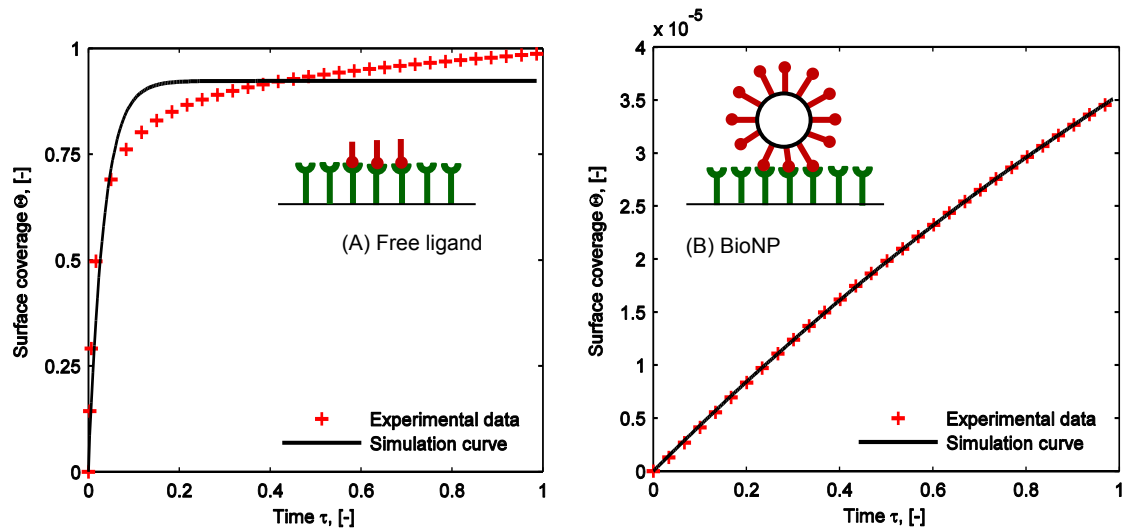 1
0.75
0.5
0.25
0
0
0.2
0.4
0.6
0.8
1
Surface coverage Θ, [-]
Time τ, [-]
(A) Free ligand
Experimental data
Simulation curve
x 10⁻⁵
4
3.5
3
2.5
2
1.5
1
0.5
0
0
0.2
0.4
0.6
0.8
1
Surface coverage Θ, [-]
Time τ, [-]
(B) BioNP
Experimental data
Simulation curve